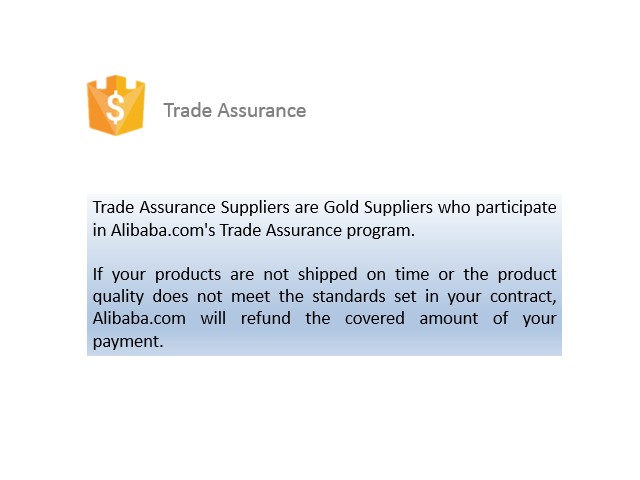 $
Trade Assurance
Trade Assurance Suppliers are Gold Suppliers who participate
in Alibaba.com's Trade Assurance program.
If your products are not shipped on time or the product
quality does not meet the standards set in your contract,
Alibaba.com will refund the covered amount of your
payment.